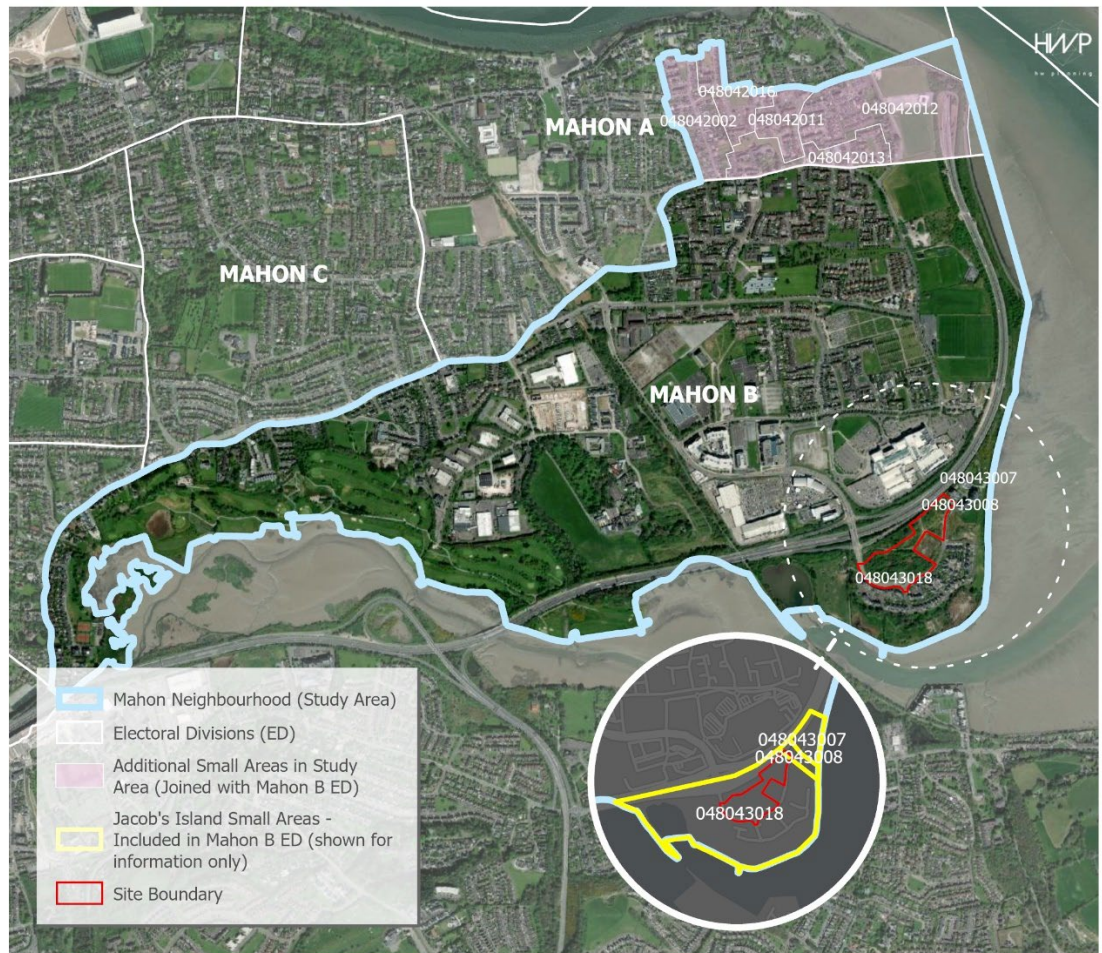 HWP
hw planning
048042016
048042012
048042002
048042011
MAHON A
048042013
MAHON C
MAHON B
048043007
048043008
048043018
Mahon Neighbourhood (Study Area)
Electoral Divisions (ED)
Additional Small Areas in Study
Area (Joined with Mahon B ED)
Jacob's Island Small Areas -
Included in Mahon B ED (shown for
information only)
Site Boundary
048043007
048043008
048043018